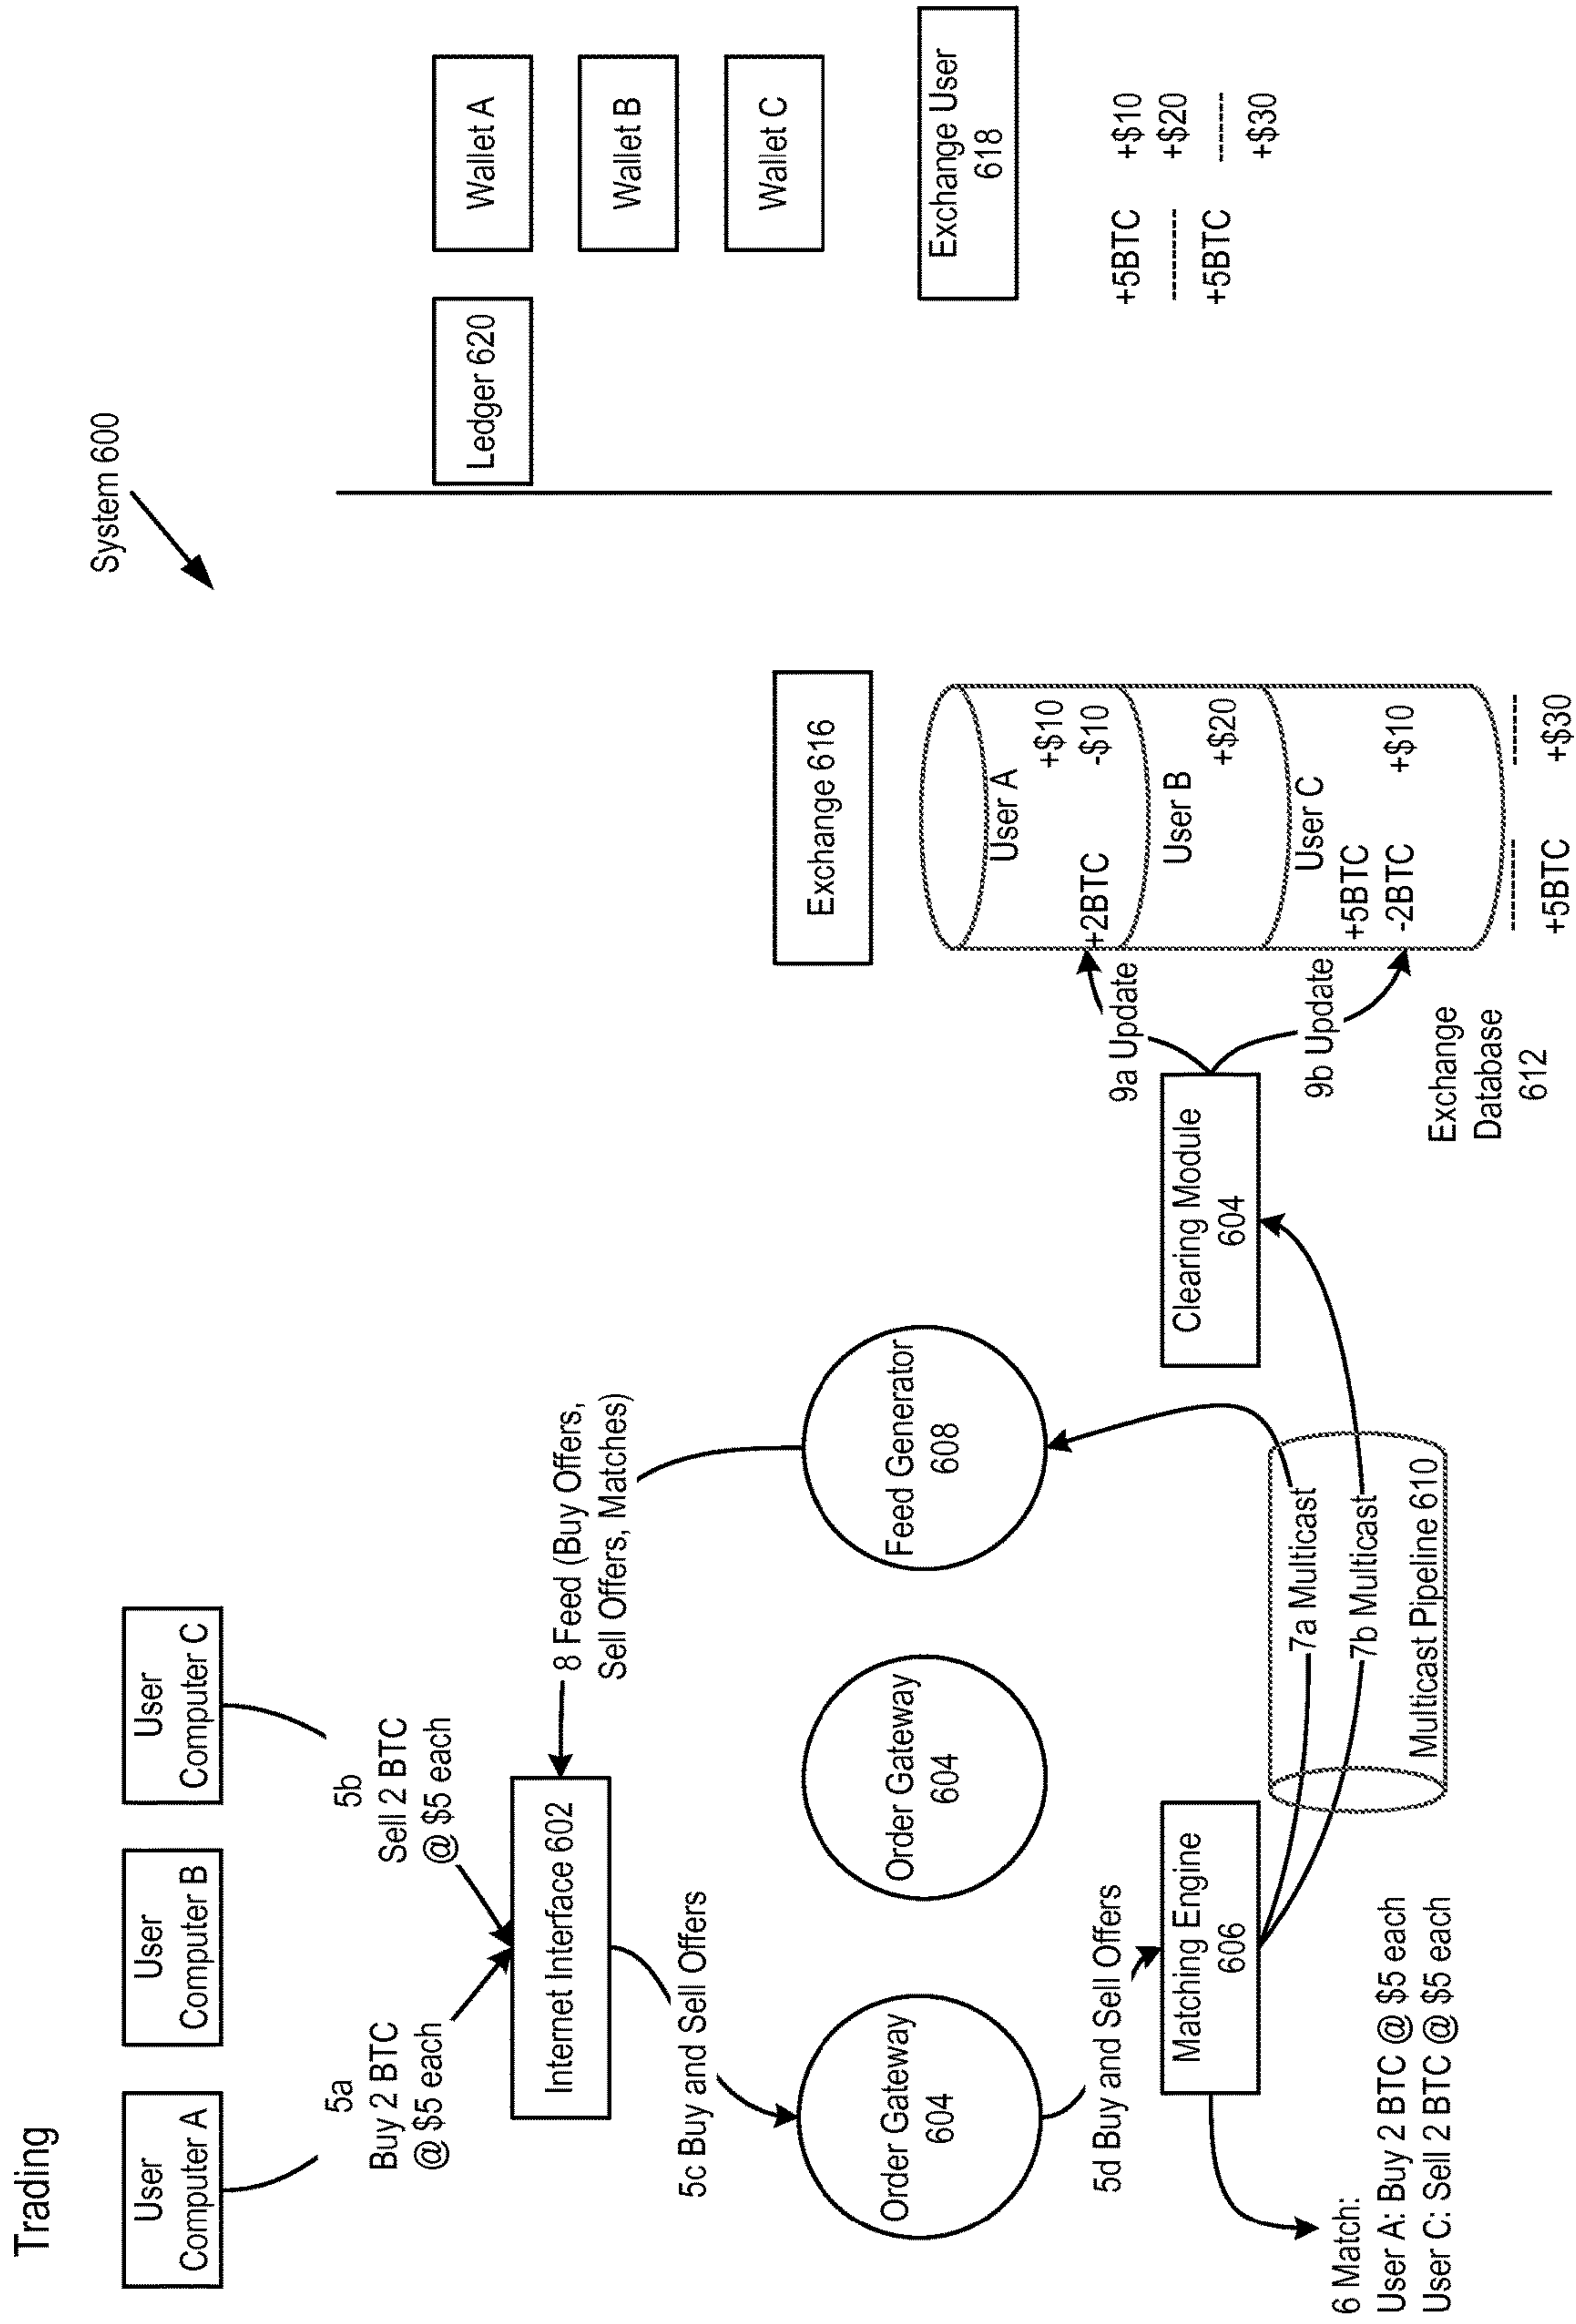 Trading
System 600
User
Computer A
User
Computer B
User
Computer C
5a
Buy 2 BTC
@ $5 each
5b
Sell 2 BTC
@ $5 each
8 Feed (Buy Offers,
Sell Offers, Matches)
Internet Interface 602
5c Buy and Sell Offers
Order Gateway
604
Order Gateway
604
Feed Generator
608
5d Buy and Sell Offers
Matching Engine
606
6 Match:
User A: Buy 2 BTC @ $5 each
User C: Sell 2 BTC @ $5 each
7a Multicast
7b Multicast
Multicast Pipeline 610
Clearing Module
604
9a Update
9b Update
Exchange
Database
612
Exchange 616
User A
+$10
+2BTC -$10
User B
+$20
User C
+5BTC
-2BTC +$10
-------- ------
+5BTC +$30
Ledger 620
Wallet A
Wallet B
Wallet C
Exchange User
618
+5BTC +$10
-------- +$20
+5BTC ------
+$30